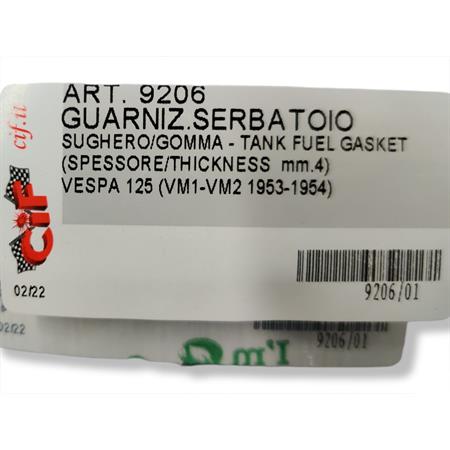 ART. 9206
GUARNIZ.SERBATOIO
SUGHERO/GOMMA - TANK FUEL GASKET
(SPESSORE/THICKNESS mm.4)
VESPA 125 (VM1-VM2 1953-1954)
cif.it
CiF
02/22
9206/01
02/22
I'm G
9206/01